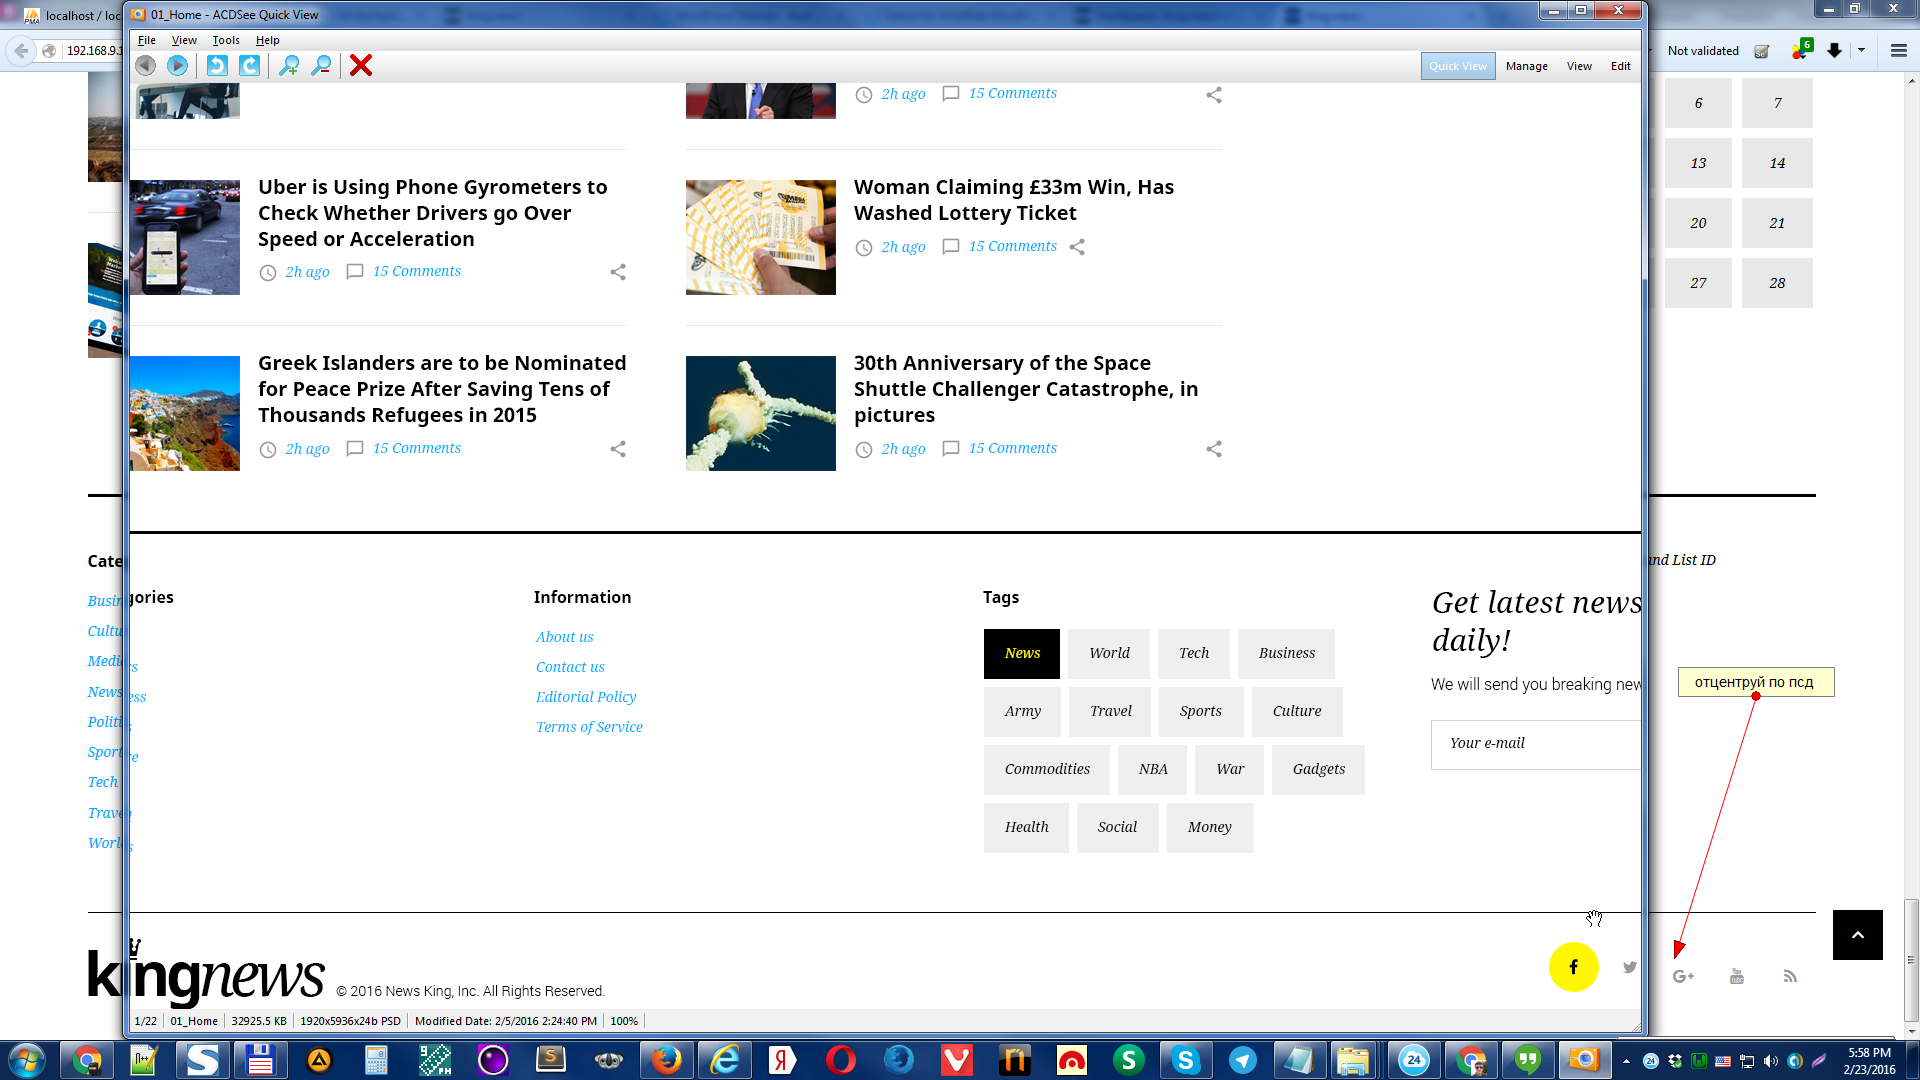 localhost / loc
01_Home - ACDSee Quick View
192.168.9.1
Not validated
6
File View Tools Help
Quick View Manage View Edit
2h ago 15 Comments
6 7
13 14
20 21
27 28
Uber is Using Phone Gyrometers to
Check Whether Drivers go Over
Speed or Acceleration
2h ago 15 Comments
Woman Claiming £33m Win, Has
Washed Lottery Ticket
2h ago 15 Comments
Greek Islanders are to be Nominated
for Peace Prize After Saving Tens of
Thousands Refugees in 2015
2h ago 15 Comments
30th Anniversary of the Space
Shuttle Challenger Catastrophe, in
pictures
2h ago 15 Comments
Cate
gories
Busin
Cultu
Medi
News
Politi
Sport
Tech
Trave
World
Information
About us
Contact us
Editorial Policy
Terms of Service
Tags
News World Tech Business
Army Travel Sports Culture
Commodities NBA War Gadgets
Health Social Money
Get latest news
daily!
We will send you breaking new
Your e-mail
and List ID
отцентруй по псд
kingnews
© 2016 News King, Inc. All Rights Reserved.
1/22 01_Home 32925.5 KB 1920x5936x24b PSD Modified Date: 2/5/2016 2:24:40 PM 100%
5:58 PM
2/23/2016